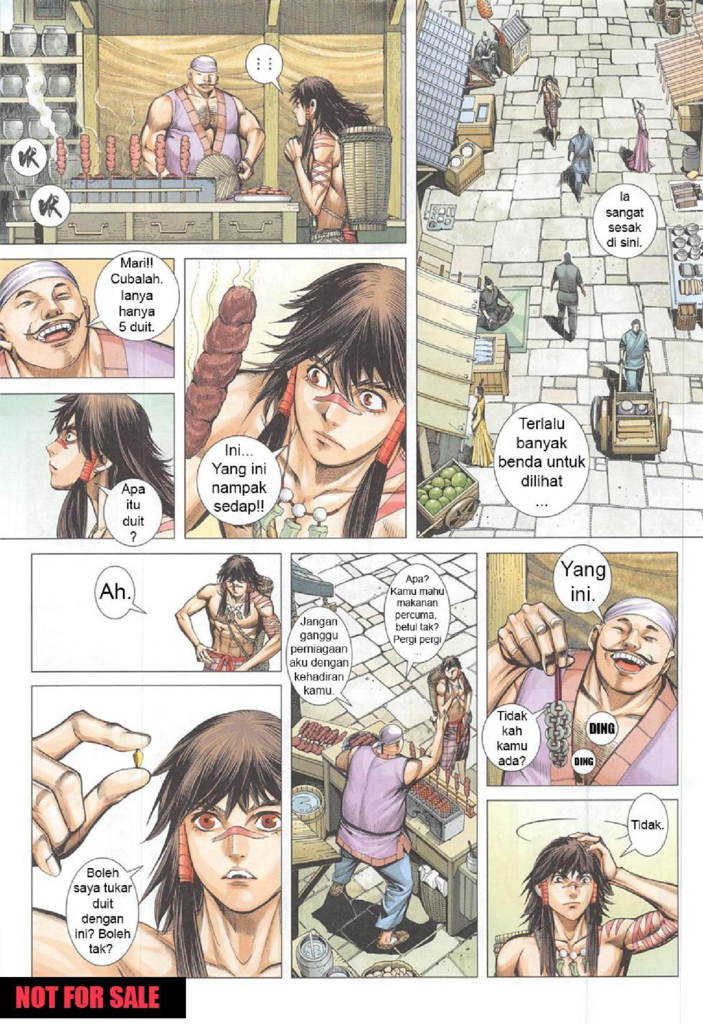 Ia
sangat
sesak
di sini.
Terlalu
banyak
benda untuk
dilihat
...
VR
VR
Ini...
Yang ini
nampak
sedap!!
Mari!!
Cubalah.
Ianya
hanya
5 duit.
Apa
itu
duit
?
Yang
ini.
Tidak
kah
kamu
ada?
DING
DING
Tidak.
Apa?
Kamu mahu
makanan
percuma,
betul tak?
Pergi pergi
...
Jangan
ganggu
perniagaan
aku dengan
kehadiran
kamu.
Ah.
Boleh
saya tukar
duit
dengan
ini? Boleh
tak?
NOT FOR SALE